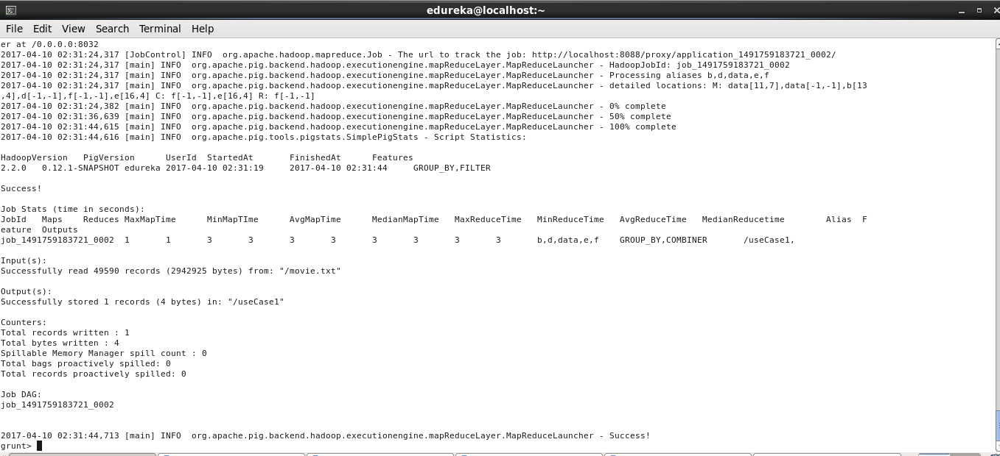 edureka@localhost:~
File Edit View Search Terminal Help
er at /0.0.0.0:8032
2017-04-10 02:31:24,317 [JobControl] INFO  org.apache.hadoop.mapreduce.Job - The url to track the job: http://localhost:8088/proxy/application_1491759183721_0002/
2017-04-10 02:31:24,317 [main] INFO  org.apache.pig.backend.hadoop.executionengine.mapReduceLayer.MapReduceLauncher - HadoopJobId: job_1491759183721_0002
2017-04-10 02:31:24,317 [main] INFO  org.apache.pig.backend.hadoop.executionengine.mapReduceLayer.MapReduceLauncher - Processing aliases b,d,data,e,f
2017-04-10 02:31:24,317 [main] INFO  org.apache.pig.backend.hadoop.executionengine.mapReduceLayer.MapReduceLauncher - detailed locations: M: data[11,7],data[-1,-1],b[13
,4],d[-1,-1],f[-1,-1],e[16,4] C: f[-1,-1],e[16,4] R: f[-1,-1]
2017-04-10 02:31:24,382 [main] INFO  org.apache.pig.backend.hadoop.executionengine.mapReduceLayer.MapReduceLauncher - 0% complete
2017-04-10 02:31:36,639 [main] INFO  org.apache.pig.backend.hadoop.executionengine.mapReduceLayer.MapReduceLauncher - 50% complete
2017-04-10 02:31:44,615 [main] INFO  org.apache.pig.backend.hadoop.executionengine.mapReduceLayer.MapReduceLauncher - 100% complete
2017-04-10 02:31:44,616 [main] INFO  org.apache.pig.tools.pigstats.SimplePigStats - Script Statistics:
HadoopVersion   PigVersion      UserId  StartedAt       FinishedAt      Features
2.2.0   0.12.1-SNAPSHOT edureka 2017-04-10 02:31:19     2017-04-10 02:31:44     GROUP_BY,FILTER
Success!
Job Stats (time in seconds):
JobId   Maps    Reduces MaxMapTime      MinMapTIme      AvgMapTime      MedianMapTime   MaxReduceTime   MinReduceTime   AvgReduceTime   MedianReducetime        Alias  F
eature  Outputs
job_1491759183721_0002  1       1       3       3       3       3       3       3       3       3       b,d,data,e,f    GROUP_BY,COMBINER       /useCase1,
Input(s):
Successfully read 49590 records (2942925 bytes) from: "/movie.txt"
Output(s):
Successfully stored 1 records (4 bytes) in: "/useCase1"
Counters:
Total records written : 1
Total bytes written : 4
Spillable Memory Manager spill count : 0
Total bags proactively spilled: 0
Total records proactively spilled: 0
Job DAG:
job_1491759183721_0002
2017-04-10 02:31:44,713 [main] INFO  org.apache.pig.backend.hadoop.executionengine.mapReduceLayer.MapReduceLauncher - Success!
grunt>